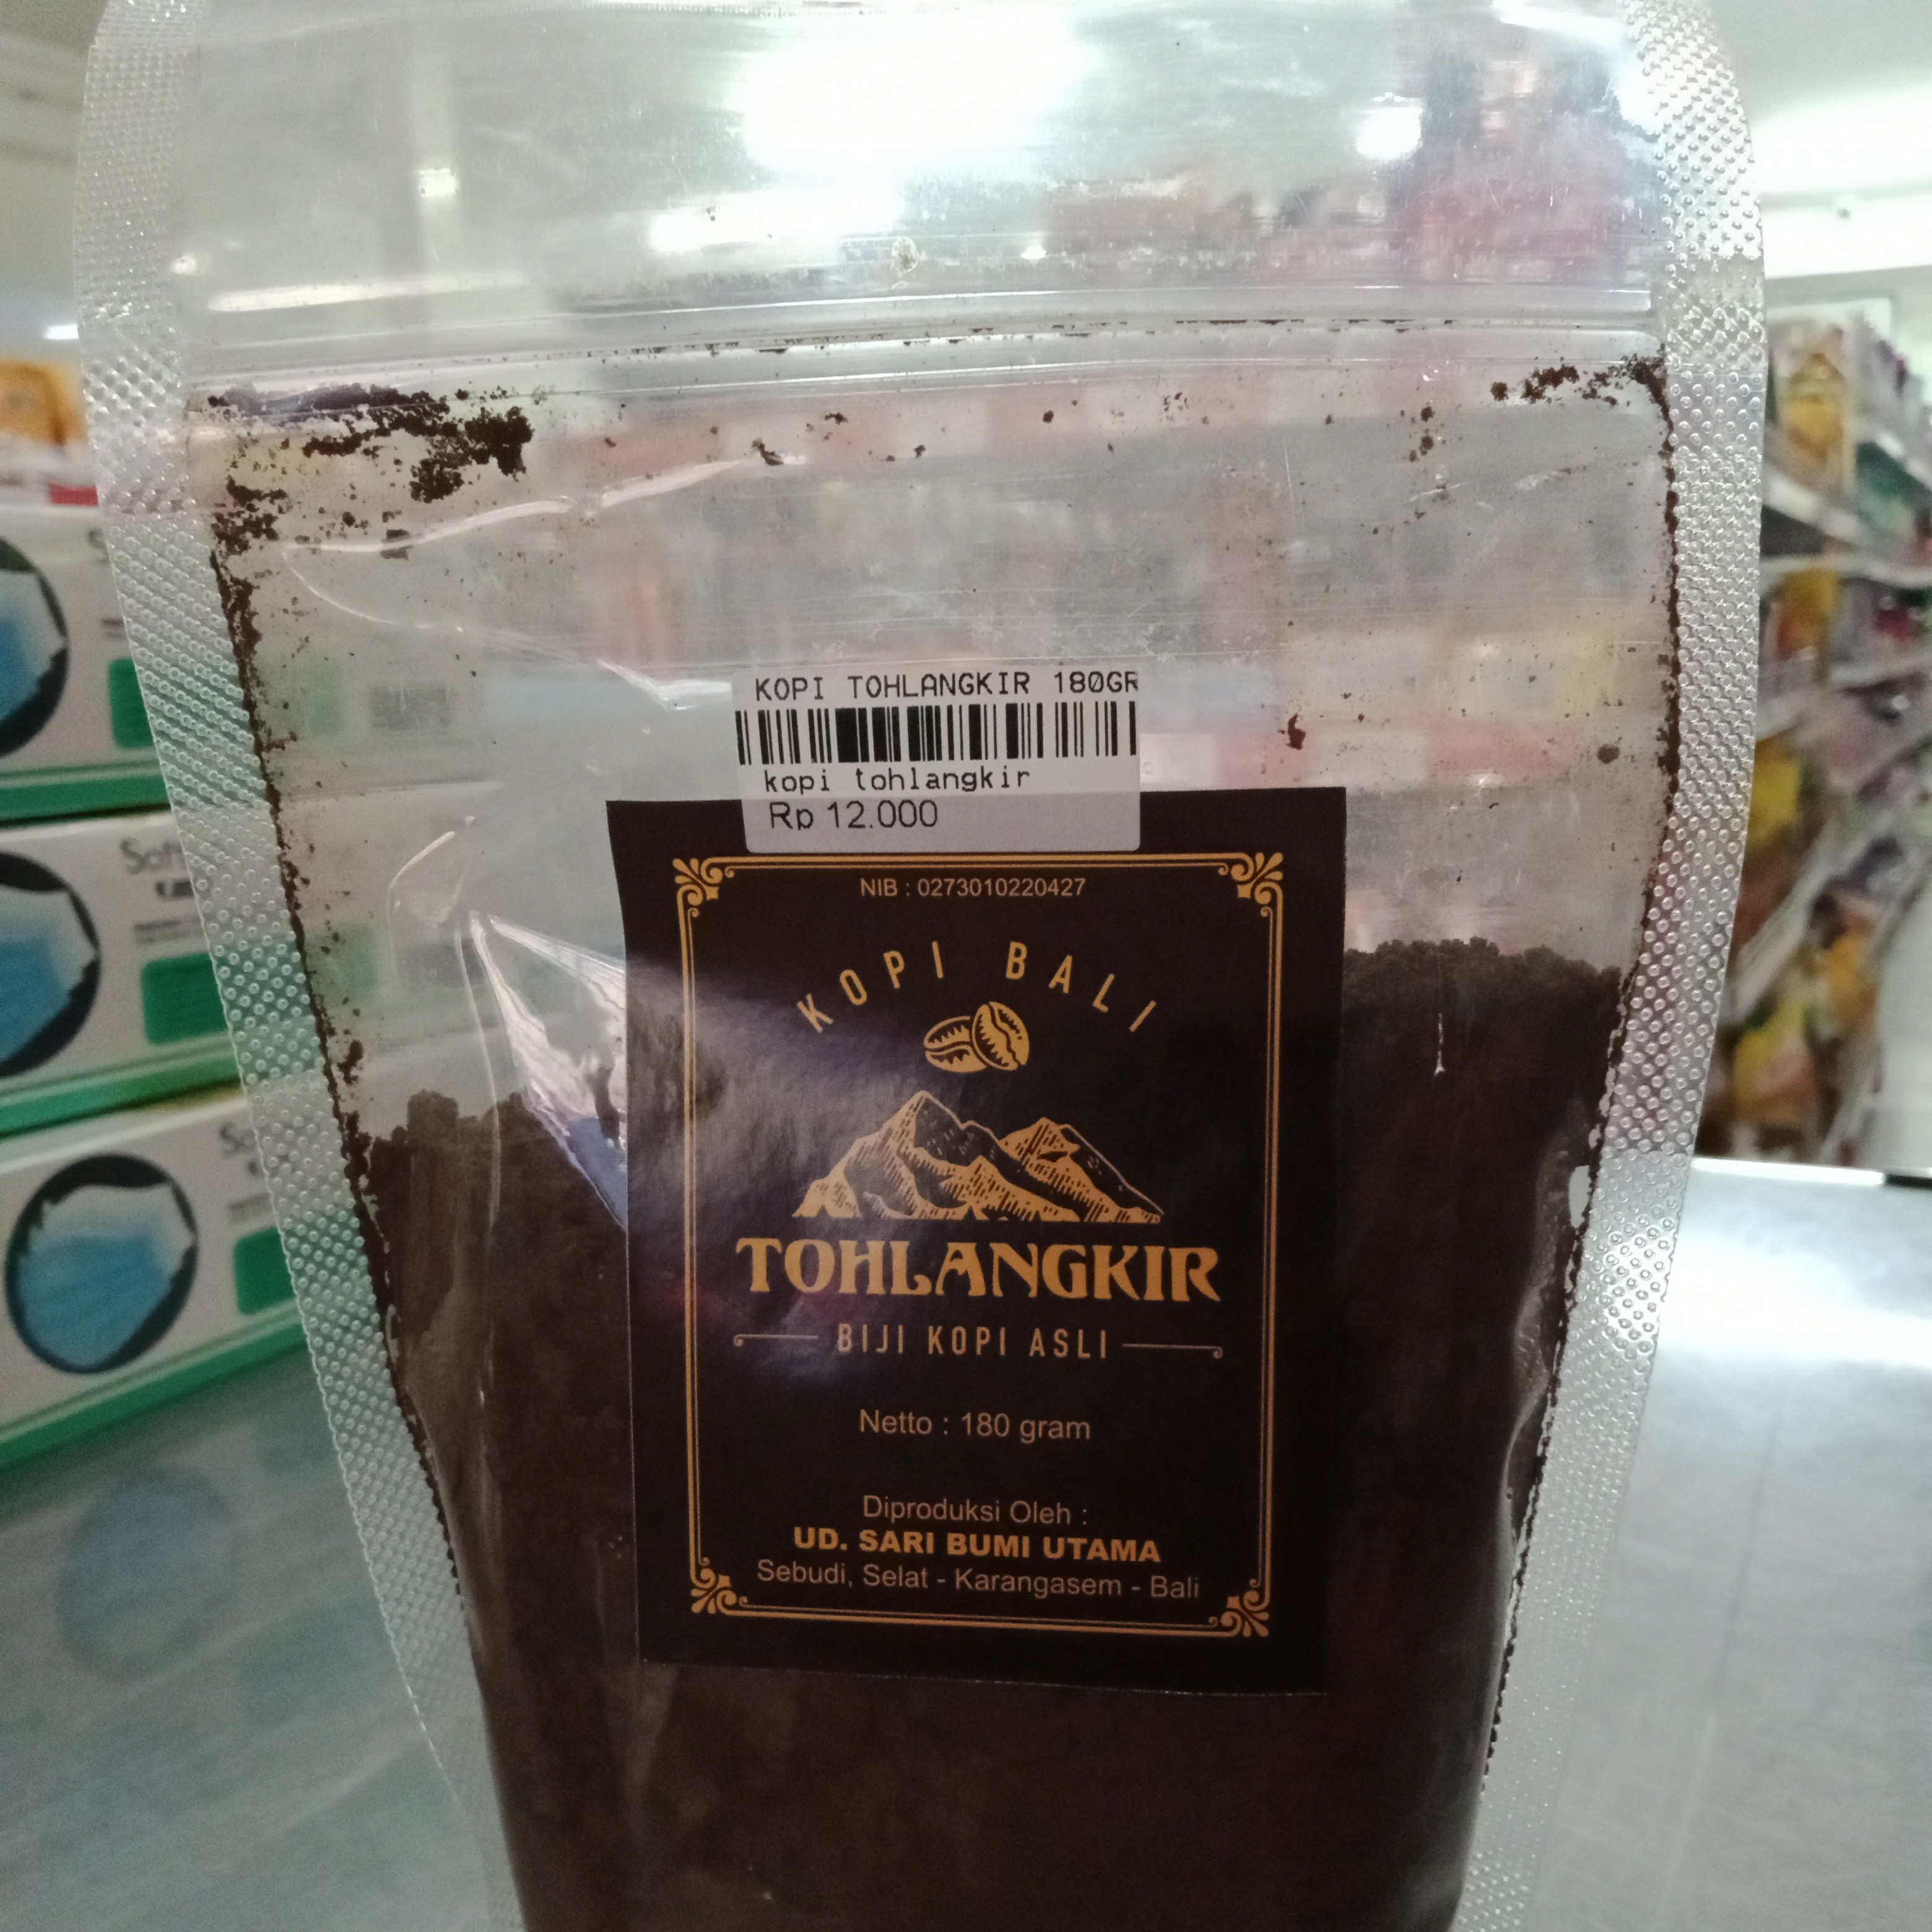 KOPI TOHLANGKIR 180GR
kopi tohlangkir
Rp 12.000
NIB : 0273010220427
KOPI BALI
TOHLANGKIR
BIJI KOPI ASLI
Netto : 180 gram
Diproduksi Oleh :
UD. SARI BUMI UTAMA
Sebudi, Selat - Karangasem - Bali